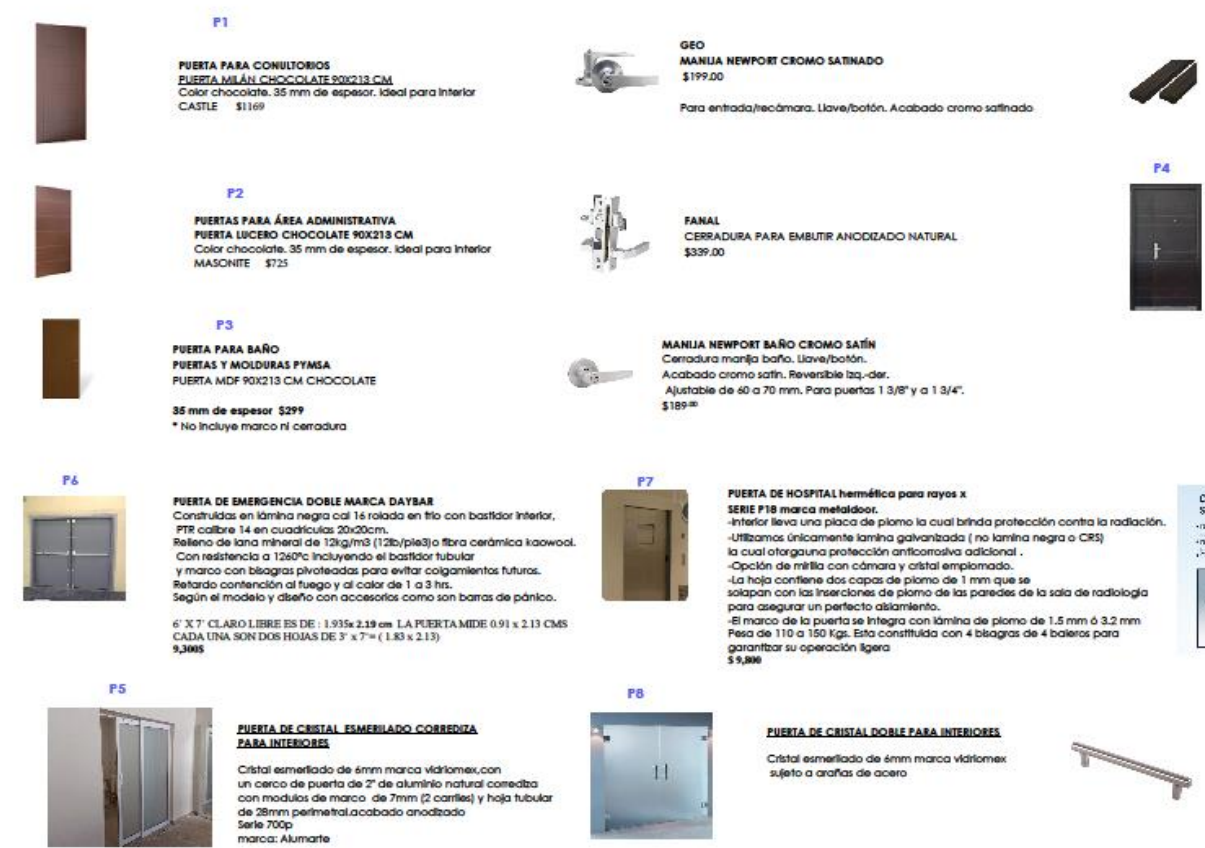 P1
PUERTA PARA CONULTORIOS
PUERTA MILÁN CHOCOLATE 90X213 CM
Color chocolate. 35 mm de espesor. Ideal para interior
CASTLE $1169
GEO
MANIJA NEWPORT CROMO SATINADO
$199.00
Para entrada/recámara. Llave/botón. Acabado cromo satinado
P4
P2
PUERTAS PARA ÁREA ADMINISTRATIVA
PUERTA LUCERO CHOCOLATE 90X213 CM
Color chocolate. 35 mm de espesor. Ideal para interior
MASONITE $725
FANAL
CERRADURA PARA EMBUTIR ANODIZADO NATURAL
$339.00
P3
PUERTA PARA BAÑO
PUERTAS Y MOLDURAS PYMSA
PUERTA MDF 90X213 CM CHOCOLATE
35 mm de espesor $299
* No incluye marco ni cerradura
MANIJA NEWPORT BAÑO CROMO SATÍN
Cerradura manija baño. Llave/botón.
Acabado cromo satín. Reversible izq.-der.
Ajustable de 60 a 70 mm. Para puertas 1 3/8" y a 1 3/4".
$189.00
P6
PUERTA DE EMERGENCIA DOBLE MARCA DAYBAR
Construidas en lámina negra cal 16 rolada en frio con bastidor interior,
PTR calibre 14 en cuadrículas 20x20cm.
Relleno de lana mineral de 12kg/m3 (12lb/pie3)o fibra cerámica kaowool.
Con resistencia a 1260ºc incluyendo el bastidor tubular
y marco con bisagras pivoteadas para evitar colgamientos futuros.
Retardo contención al fuego y al calor de 1 a 3 hrs.
Según el modelo y diseño con accesorios como son barras de pánico.
6' X 7' CLARO LIBRE ES DE : 1.935x 2.19 cm LA PUERTA MIDE 0.91 x 2.13 CMS
CADA UNA SON DOS HOJAS DE 3' x 7'= ( 1.83 x 2.13)
9,300$
P7
PUERTA DE HOSPITAL hermética para rayos x
SERIE P18 marca metaldoor.
-Interior lleva una placa de plomo la cual brinda protección contra la radiación.
-Utilizamos únicamente lamina galvanizada ( no lamina negra o CRS)
la cual otorgauna protección anticorrosiva adicional .
-Opción de mirilla con cámara y cristal emplomado.
-La hoja contiene dos capas de plomo de 1 mm que se
solapan con las inserciones de plomo de las paredes de la sala de radiología
para asegurar un perfecto aislamiento.
-El marco de la puerta se integra con lámina de plomo de 1.5 mm ó 3.2 mm
Pesa de 110 a 150 Kgs. Esta constituida con 4 bisagras de 4 baleros para
garantizar su operación ligera
$ 9,800
P5
PUERTA DE CRISTAL ESMERILADO CORREDIZA
PARA INTERIORES
Cristal esmerilado de 6mm marca vidriomex,con
un cerco de puerta de 2" de aluminio natural corrediza
con modulos de marco de 7mm (2 carriles) y hoja tubular
de 28mm perimetral.acabado anodizado
Serie 700p
marca: Alumarte
P8
PUERTA DE CRISTAL DOBLE PARA INTERIORES
Cristal esmerilado de 6mm marca vidriomex
sujeto a arañas de acero